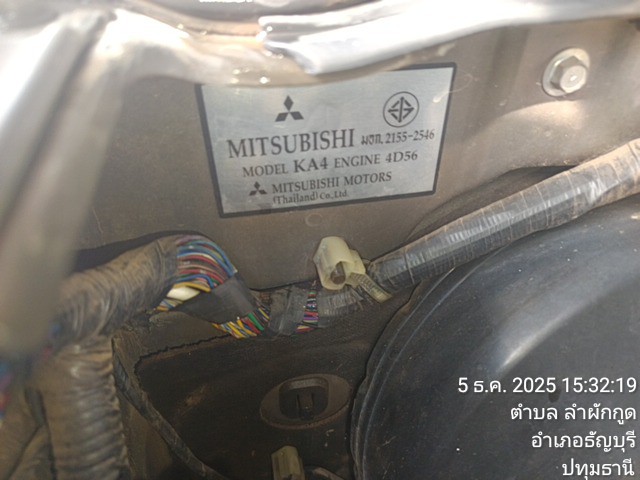 MITSUBISHI มอก. 2155-2546
MODEL KA4 ENGINE 4D56
MITSUBISHI MOTORS
(Thailand) Co., Ltd.
5 ธ.ค. 2025 15:32:19
ตำบล ลำผักกูด
อำเภอธัญบุรี
ปทุมธานี